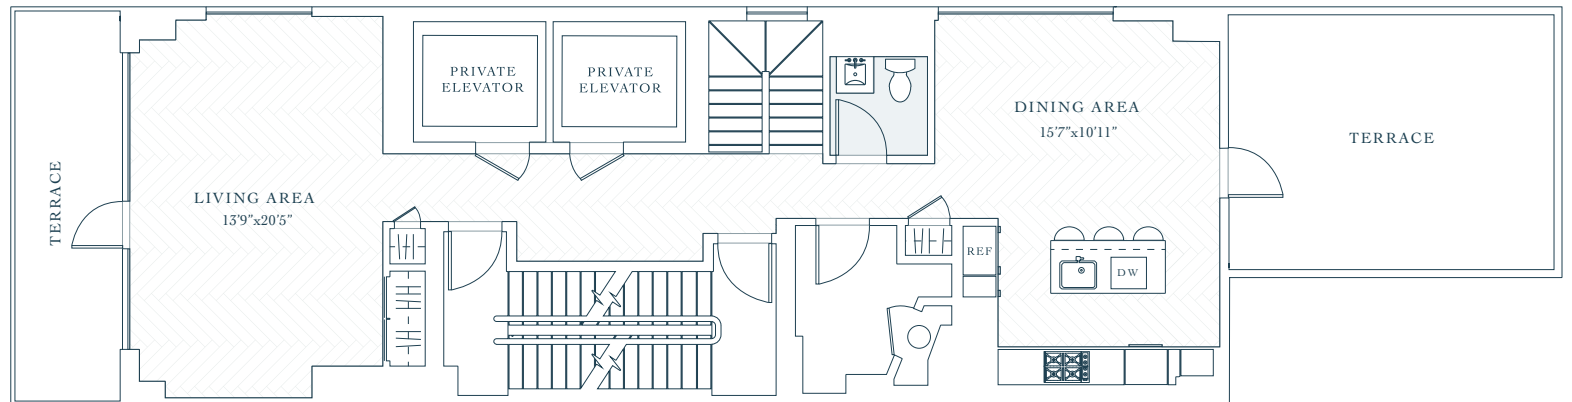 TERRACE
LIVING AREA
13'9"x20'5"
PRIVATE
ELEVATOR
PRIVATE
ELEVATOR
DINING AREA
15'7"x10'11"
REF
DW
TERRACE